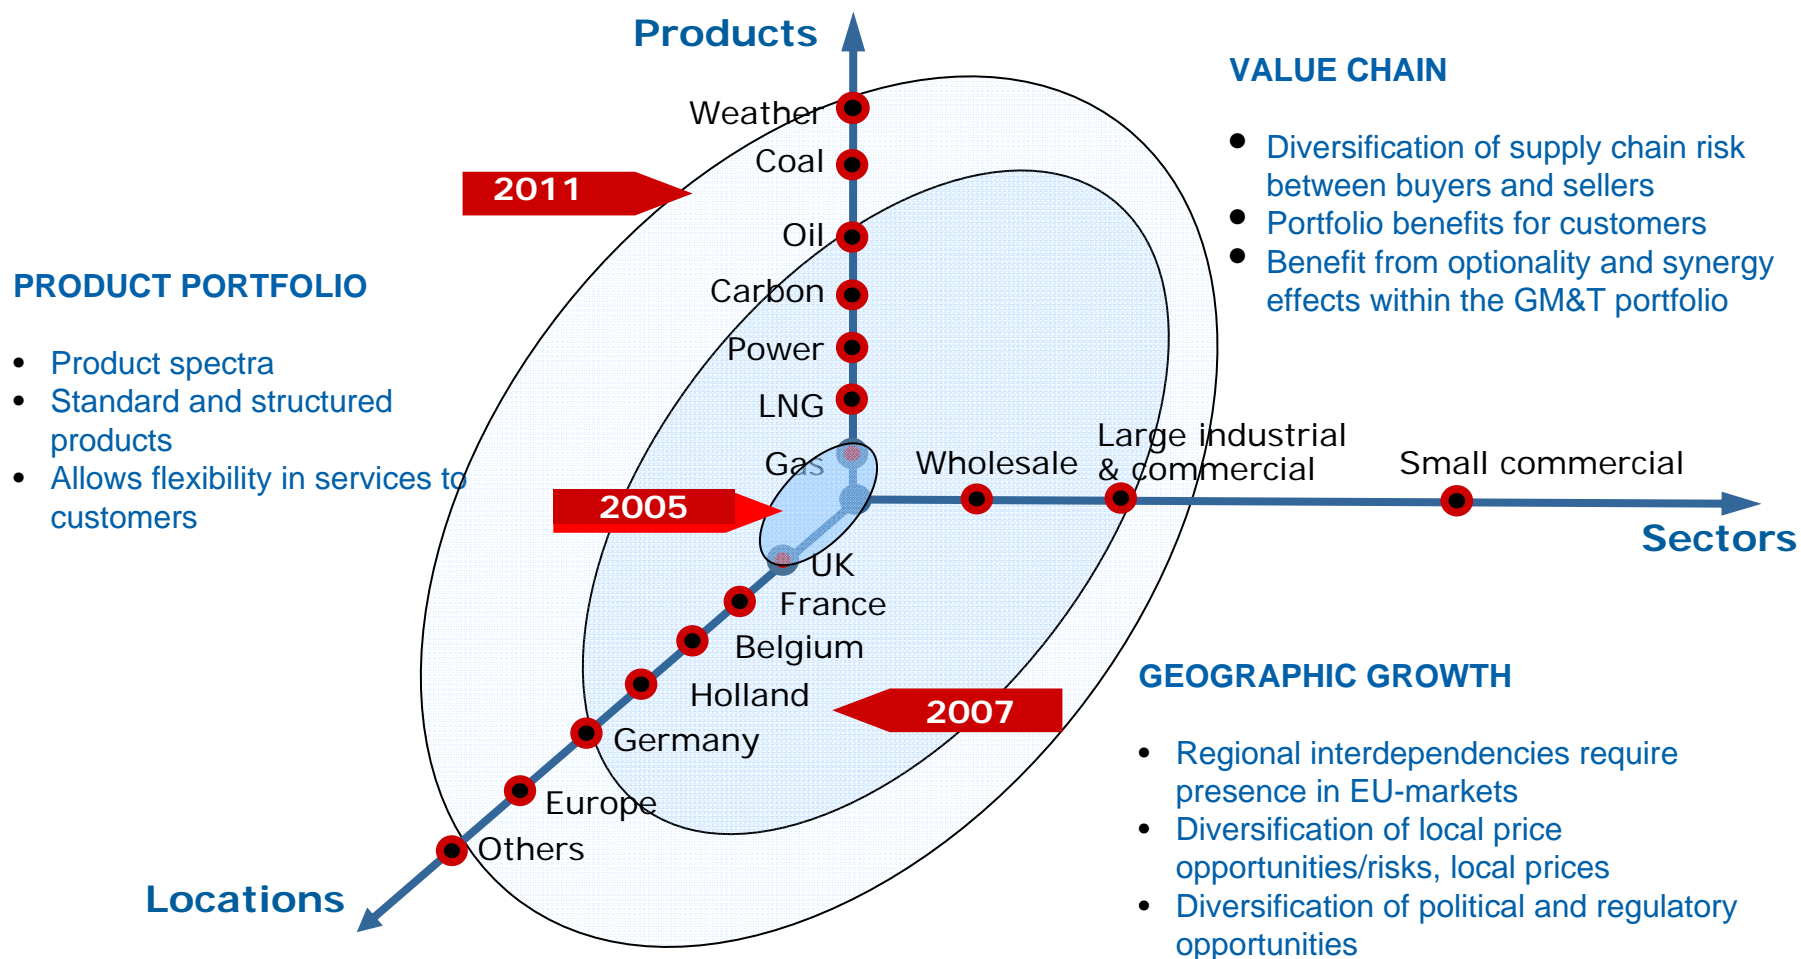 Products
Weather
Coal
2011
Oil
Carbon
Power
LNG
Gas
2005
PRODUCT PORTFOLIO
• Product spectra
• Standard and structured
products
• Allows flexibility in services to
customers
VALUE CHAIN
• Diversification of supply chain risk
between buyers and sellers
• Portfolio benefits for customers
• Benefit from optionality and synergy
effects within the GM&T portfolio
Wholesale
Large industrial
& commercial
Small commercial
Sectors
UK
France
Belgium
Holland
Germany
Europe
Others
Locations
2007
GEOGRAPHIC GROWTH
• Regional interdependencies require
presence in EU-markets
• Diversification of local price
opportunities/risks, local prices
• Diversification of political and regulatory
opportunities